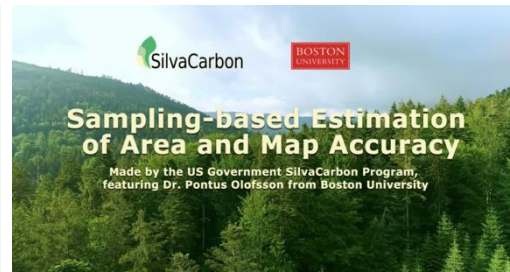 SilvaCarbon
BOSTON
UNIVERSITY
Sampling-based Estimation
of Area and Map Accuracy
Made by the US Government SilvaCarbon Program,
featuring Dr. Pontus Olofsson from Boston University